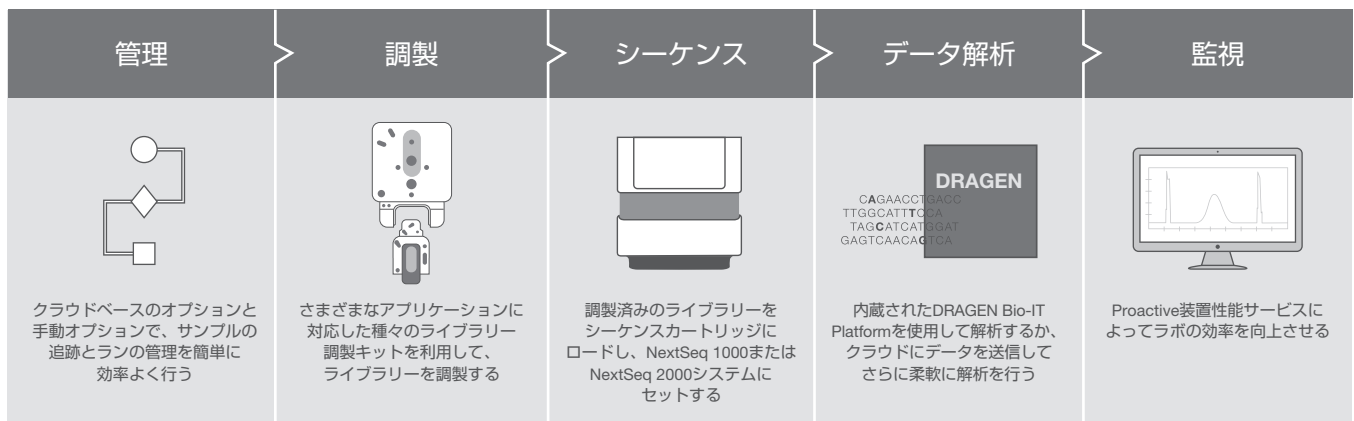 管理
調製
シーケンス
データ解析
監視
クラウドベースのオプションと
手動オプションで、サンプルの
追跡とランの管理を簡単に
効率よく行う
さまざまなアプリケーションに
対応した種々のライブラリー
調製キットを利用して、
ライブラリーを調製する
調製済みのライブラリーを
シーケンスカートリッジに
ロードし、NextSeq 1000または
NextSeq 2000システムに
セットする
DRAGEN
CAGAACCTGACC
TTGGCATTTCCA
TAGCATCATGGAT
GAGTCAACAGTCA
内蔵されたDRAGEN Bio-IT
Platformを使用して解析するか、
クラウドにデータを送信して
さらに柔軟に解析を行う
Proactive装置性能サービスに
よってラボの効率を向上させる